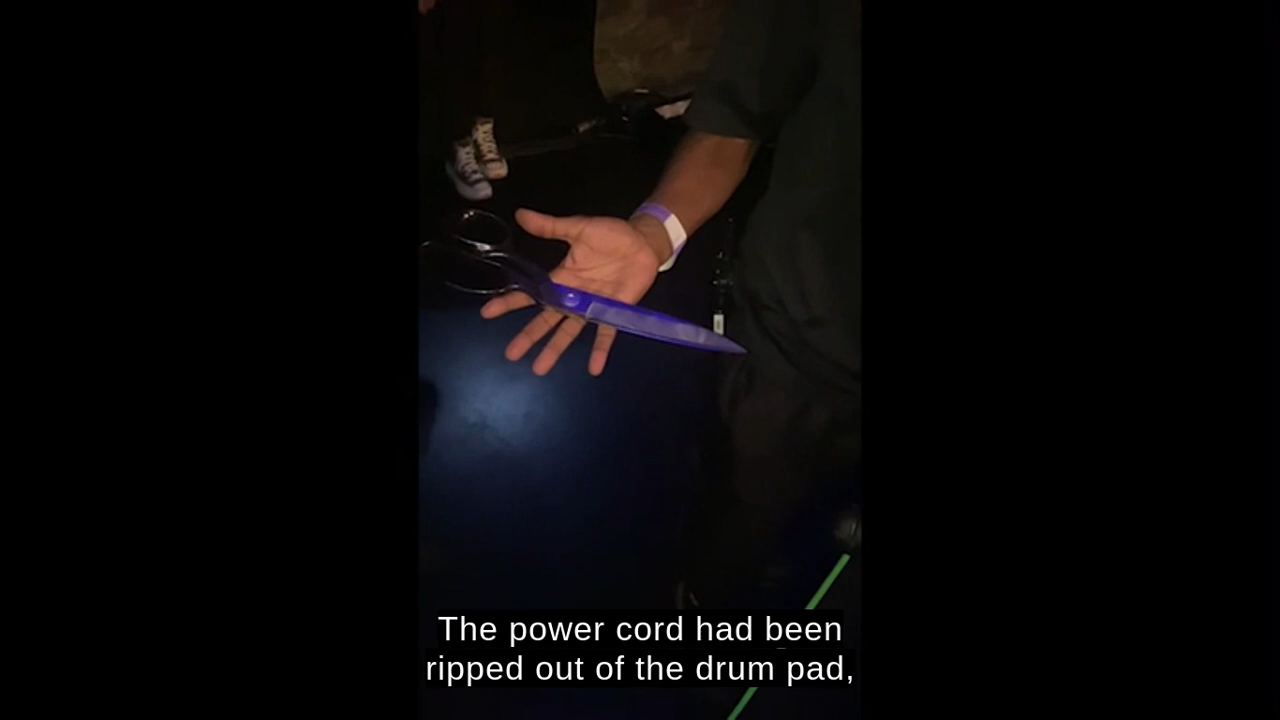 The power cord had been
ripped out of the drum pad,